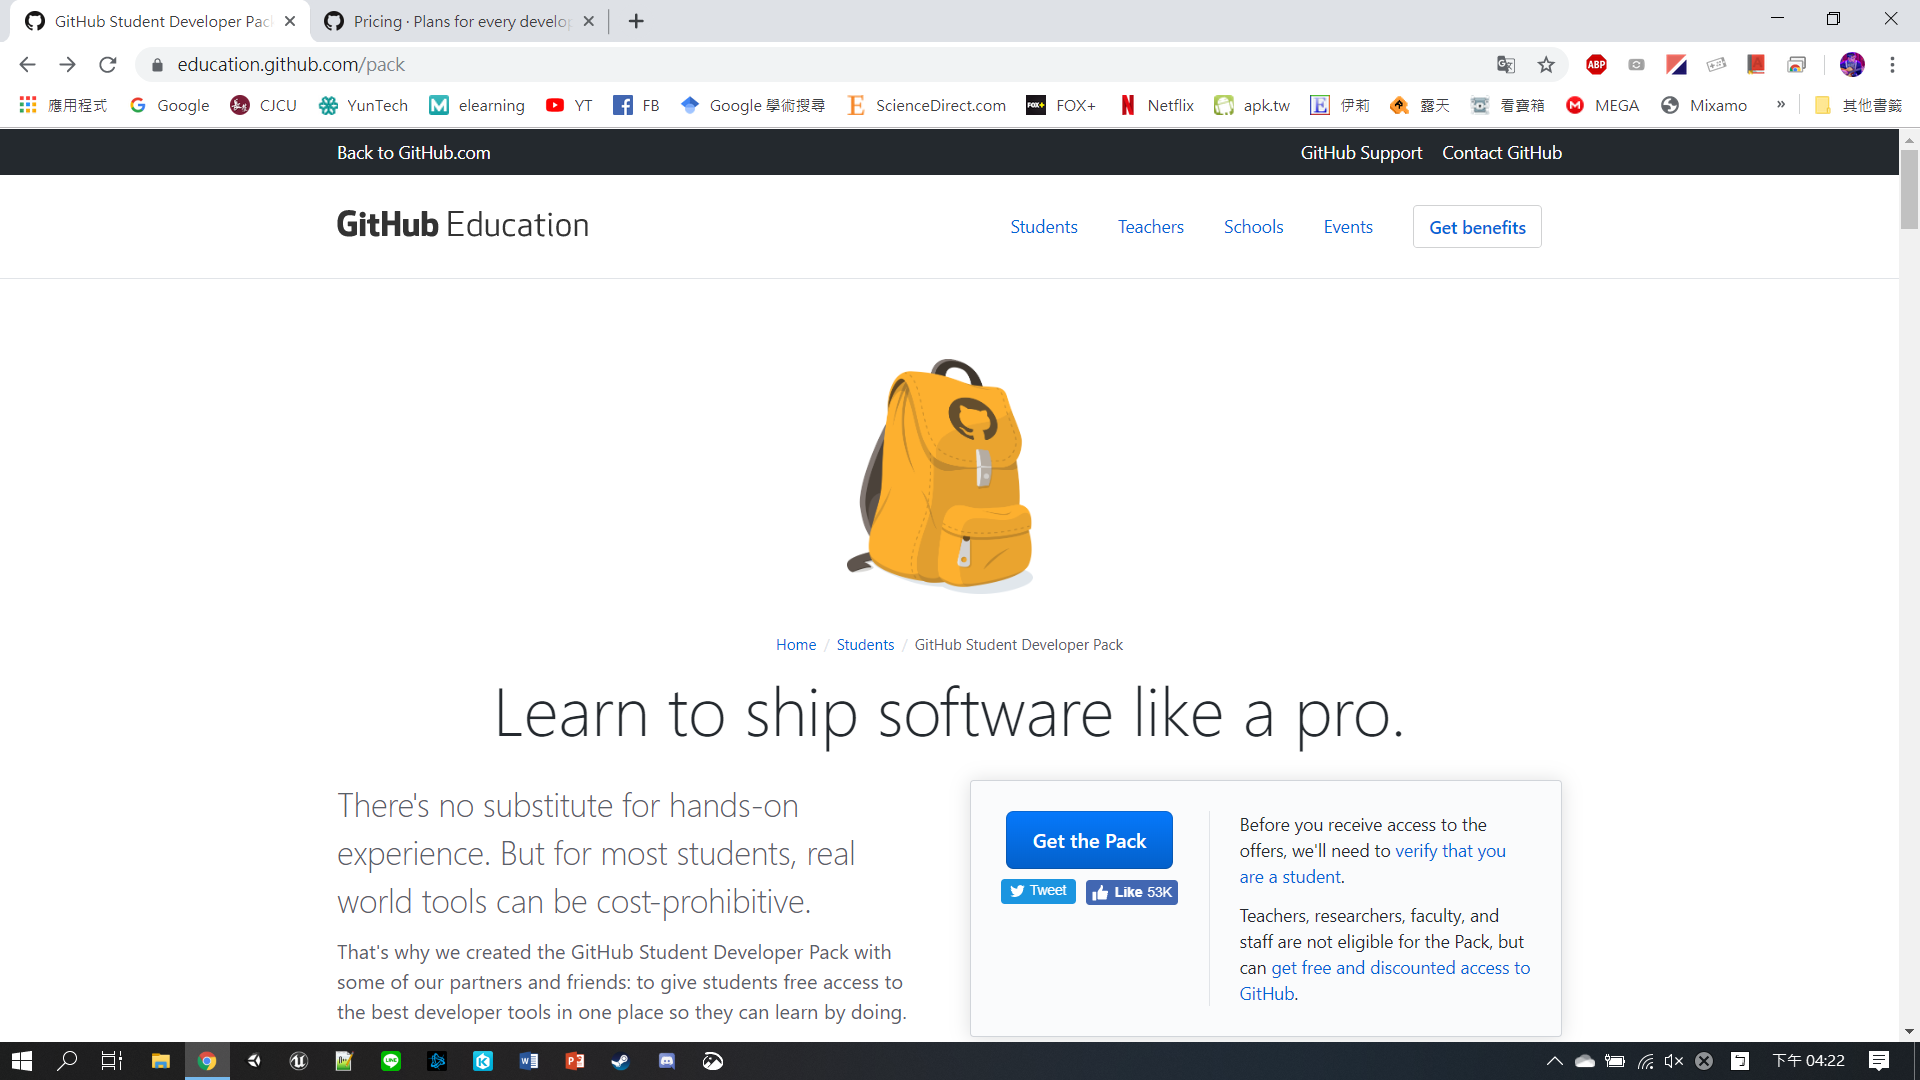 GitHub Student Developer Pac
Pricing · Plans for every develop
education.github.com/pack
ABP
應用程式
Google
CJCU
YunTech
elearning
YT
FB
Google 學術搜尋
ScienceDirect.com
FOX+
Netflix
apk.tw
伊莉
露天
看寶箱
MEGA
Mixamo
»
其他書籤
Back to GitHub.com
GitHub Support
Contact GitHub
GitHub Education
Students
Teachers
Schools
Events
Get benefits
Home / Students / GitHub Student Developer Pack
Learn to ship software like a pro.
There's no substitute for hands-on
experience. But for most students, real
world tools can be cost-prohibitive.
That's why we created the GitHub Student Developer Pack with
some of our partners and friends: to give students free access to
the best developer tools in one place so they can learn by doing.
Get the Pack
Tweet
Like 53K
Before you receive access to the
offers, we'll need to verify that you
are a student.
Teachers, researchers, faculty, and
staff are not eligible for the Pack, but
can get free and discounted access to
GitHub.
下午 04:22